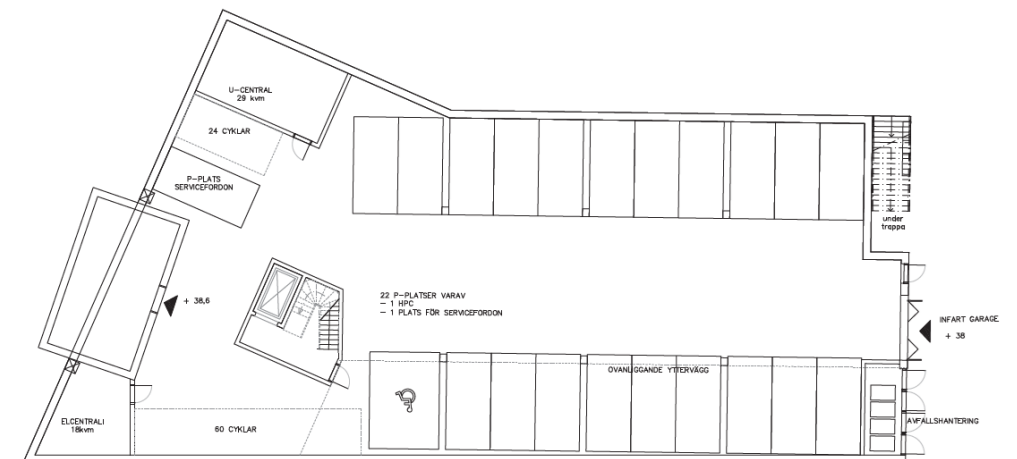 U-CENTRAL
29 kvm
24 CYKLAR
P-PLATS
SERVICEFORDON
under
trappa
+ 38,6
22 P-PLATSER VARAV
– 1 HPC
– 1 PLATS FÖR SERVICEFORDON
INFART GARAGE
+ 38
OVANLIGGANDE YTTERVÄGG
ELCENTRALI
18kvm
60 CYKLAR
AVFALLSHANTERING